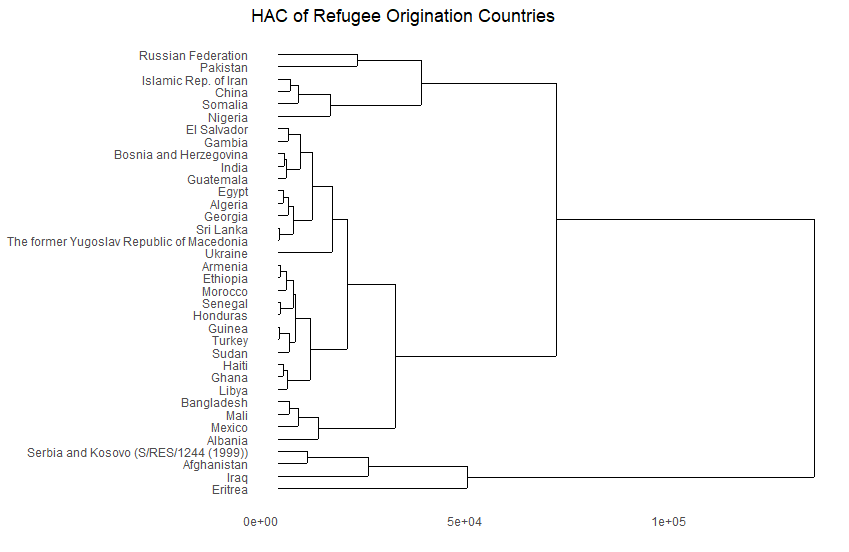 HAC of Refugee Origination Countries
Russian Federation
Pakistan
Islamic Rep. of Iran
China
Somalia
Nigeria
El Salvador
Gambia
Bosnia and Herzegovina
India
Guatemala
Egypt
Algeria
Georgia
Sri Lanka
The former Yugoslav Republic of Macedonia
Ukraine
Armenia
Ethiopia
Morocco
Senegal
Honduras
Guinea
Turkey
Sudan
Haiti
Ghana
Libya
Bangladesh
Mali
Mexico
Albania
Serbia and Kosovo (S/RES/1244 (1999))
Afghanistan
Iraq
Eritrea
0e+00 5e+04 1e+05